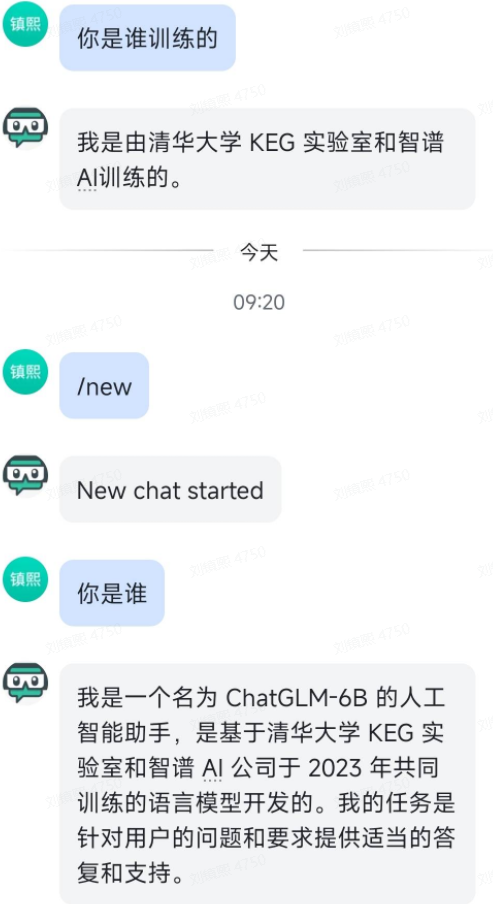 镇熙
你是谁训练的
我是由清华大学 KEG 实验室和智谱
AI训练的。
今天
09:20
镇熙
/new
New chat started
镇熙
你是谁
我是一个名为 ChatGLM-6B 的人工
智能助手，是基于清华大学 KEG 实
验室和智谱 AI 公司于 2023 年共同
训练的语言模型开发的。我的任务是
针对用户的问题和要求提供适当的答
复和支持。